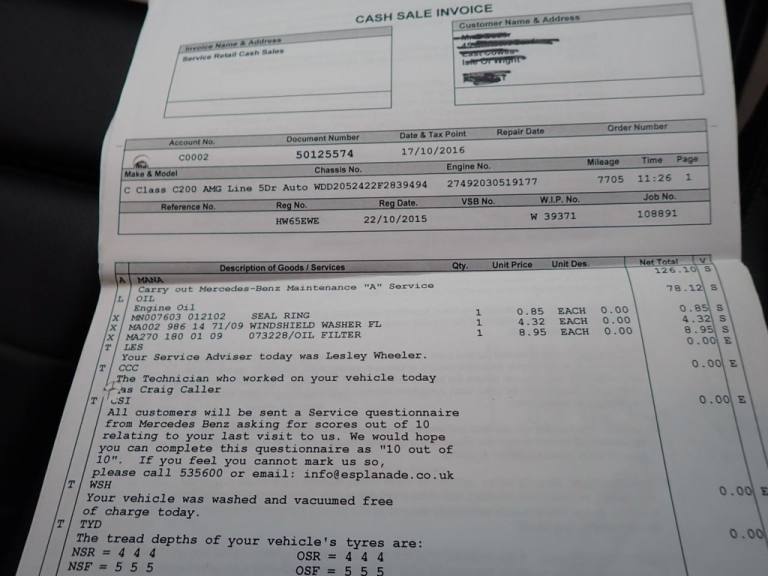 CASH SALE INVOICE
Invoice Name & Address
Customer Name & Address
Service Retail Cash Sales
East Cowes
Isle Of Wight
Account No. Document Number Date & Tax Point Repair Date Order Number
C0002 50125574 17/10/2016
Make & Model Chassis No. Engine No. Mileage Time Page
C Class C200 AMG Line 5Dr Auto WDD2052422F2839494 27492030519177 7705 11:26 1
Reference No. Reg No. Reg Date. VSB No. W.I.P. No. Job No.
HW65EWE 22/10/2015 W 39371 108891
Description of Goods / Services Qty. Unit Price Unit Des. Net Total V
A MANA 126.10 S
Carry out Mercedes-Benz Maintenance "A" Service
L OIL 78.12 S
Engine Oil
X MN007603 012102 SEAL RING 1 0.85 EACH 0.00 0.85 S
X MA002 986 14 71/09 WINDSHIELD WASHER FL 1 4.32 EACH 0.00 4.32 S
X MA270 180 01 09 073228/OIL FILTER 1 8.95 EACH 0.00 8.95 S
T LES 0.00 E
Your Service Adviser today was Lesley Wheeler.
T CCC 0.00 E
The Technician who worked on your vehicle today
as Craig Caller
T CSI 0.00 E
All customers will be sent a Service questionnaire
from Mercedes Benz asking for scores out of 10
relating to your last visit to us. We would hope
you can complete this questionnaire as "10 out of
10". If you feel you cannot mark us so,
please call 535600 or email: info@esplanade.co.uk
T WSH 0.00 E
Your vehicle was washed and vacuumed free
of charge today.
T TYD 0.00
The tread depths of your vehicle's tyres are:
NSR = 4 4 4 OSR = 4 4 4
NSF = 5 5 5 OSF = 5 5 5